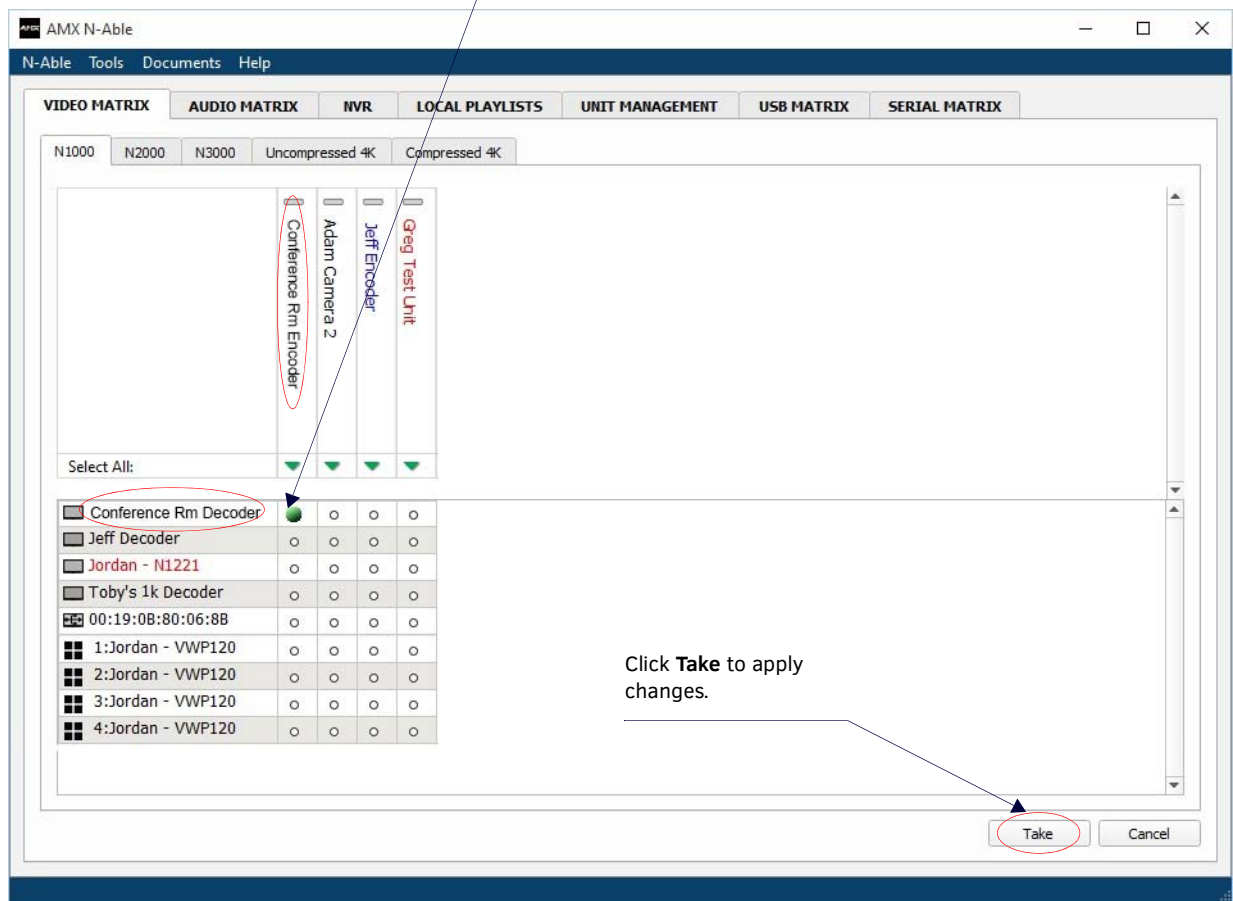 AMX AMX N-Able
N-Able Tools Documents Help
VIDEO MATRIX AUDIO MATRIX NVR LOCAL PLAYLISTS UNIT MANAGEMENT USB MATRIX SERIAL MATRIX
N1000 N2000 N3000 Uncompressed 4K Compressed 4K
Conference Rm Encoder
Adam Camera 2
Jeff Encoder
Greg Test Unit
Select All:
Conference Rm Decoder
Jeff Decoder
Jordan - N1221
Toby's 1k Decoder
00:19:0B:80:06:8B
1:Jordan - VWP120
2:Jordan - VWP120
3:Jordan - VWP120
4:Jordan - VWP120
Click Take to apply
changes.
Take Cancel